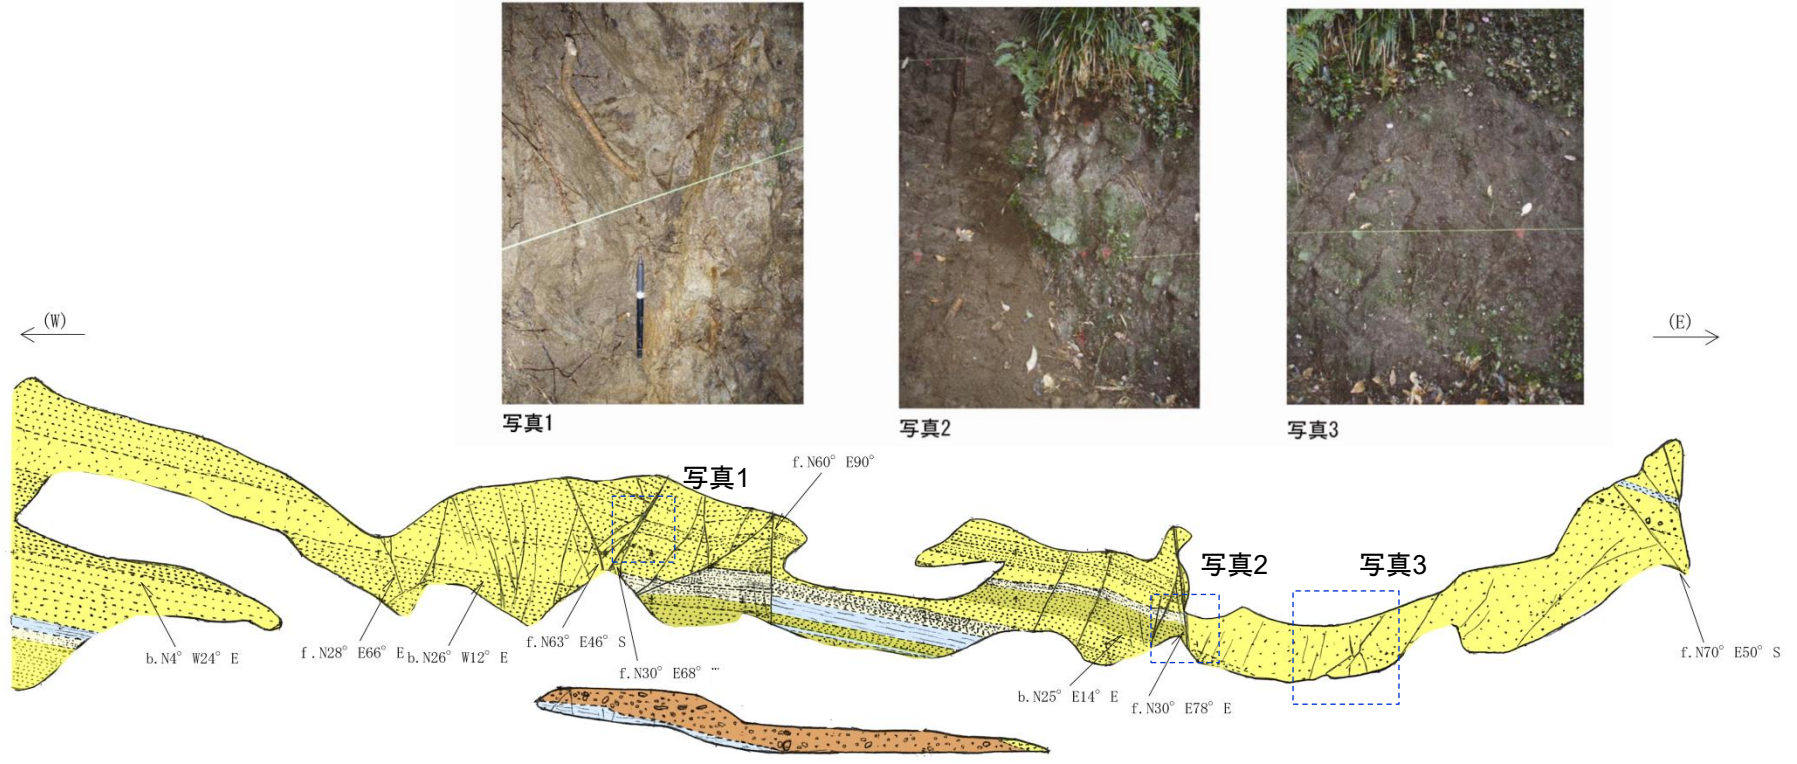 写真1
写真2
写真3
(W)
(E)
写真1
f.N60° E90°
写真2
写真3
b.N4° W24° E
f.N28° E66° E
b.N26° W12° E
f.N63° E46° S
f.N30° E68° …
b.N25° E14° E
f.N30° E78° E
f.N70° E50° S